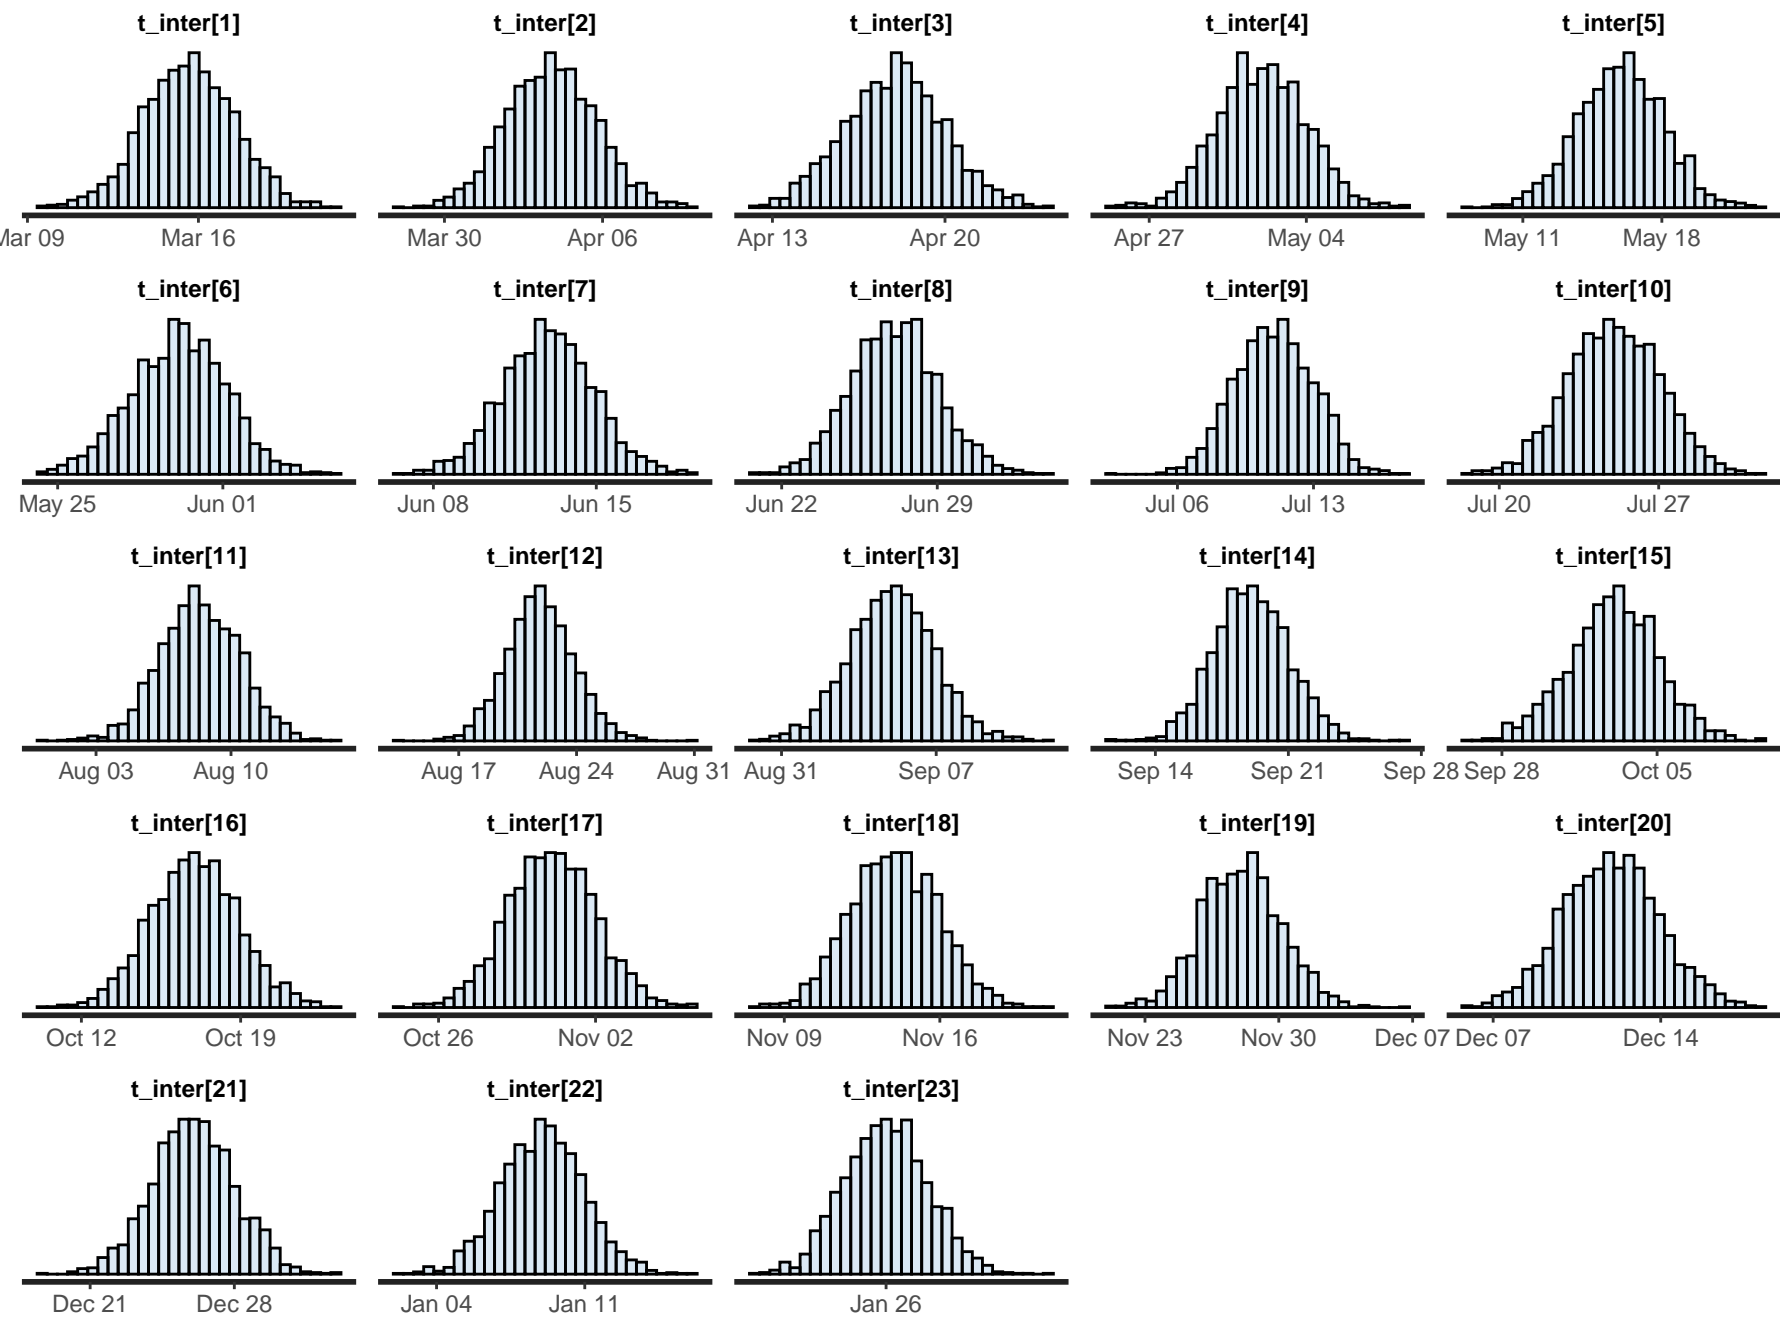 t_inter[1] t_inter[2] t_inter[3] t_inter[4] t_inter[5]
Mar 09 Mar 16 Mar 30 Apr 06 Apr 13 Apr 20 Apr 27 May 04 May 11 May 18
t_inter[6] t_inter[7] t_inter[8] t_inter[9] t_inter[10]
May 25 Jun 01 Jun 08 Jun 15 Jun 22 Jun 29 Jul 06 Jul 13 Jul 20 Jul 27
t_inter[11] t_inter[12] t_inter[13] t_inter[14] t_inter[15]
Aug 03 Aug 10 Aug 17 Aug 24 Aug 31 Aug 31 Sep 07 Sep 14 Sep 21 Sep 28 Sep 28 Oct 05
t_inter[16] t_inter[17] t_inter[18] t_inter[19] t_inter[20]
Oct 12 Oct 19 Oct 26 Nov 02 Nov 09 Nov 16 Nov 23 Nov 30 Dec 07 Dec 07 Dec 14
t_inter[21] t_inter[22] t_inter[23]
Dec 21 Dec 28 Jan 04 Jan 11 Jan 26